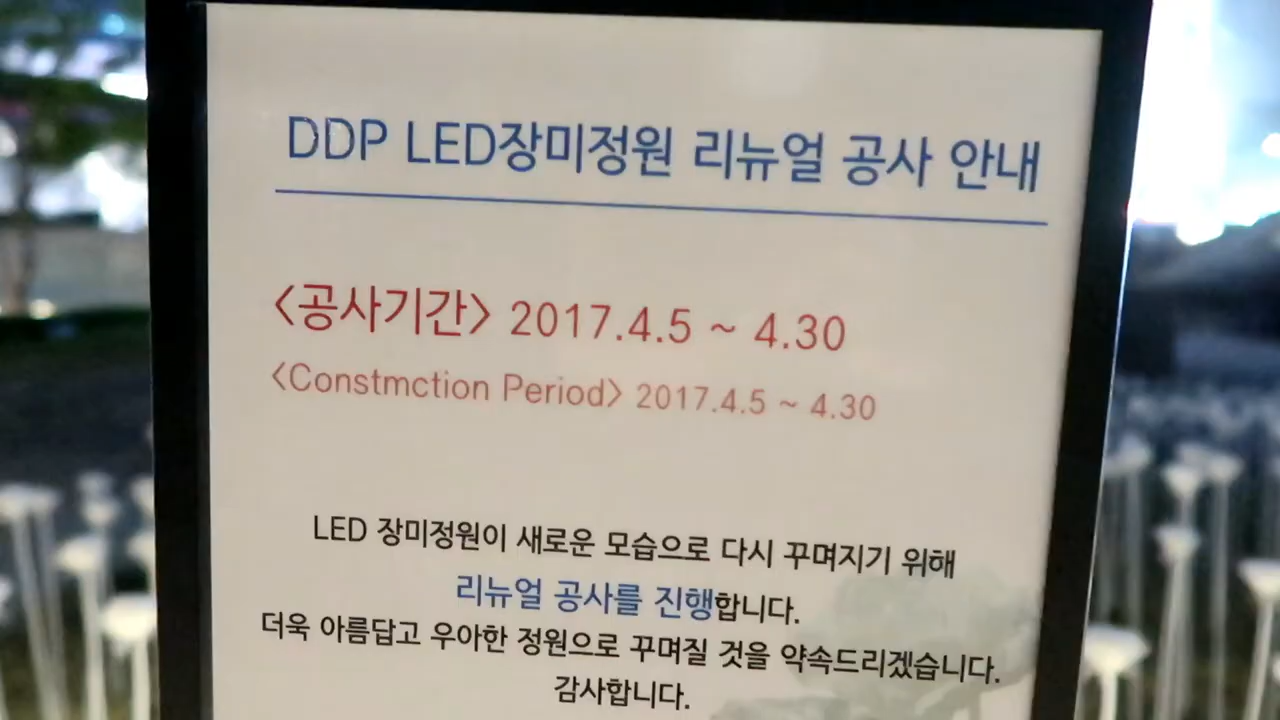 DDP LED장미정원 리뉴얼 공사 안내
<공사기간> 2017.4.5 ~ 4.30
<Constmction Period> 2017.4.5 ~ 4.30
LED 장미정원이 새로운 모습으로 다시 꾸며지기 위해
리뉴얼 공사를 진행합니다.
더욱 아름답고 우아한 정원으로 꾸며질 것을 약속드리겠습니다.
감사합니다.